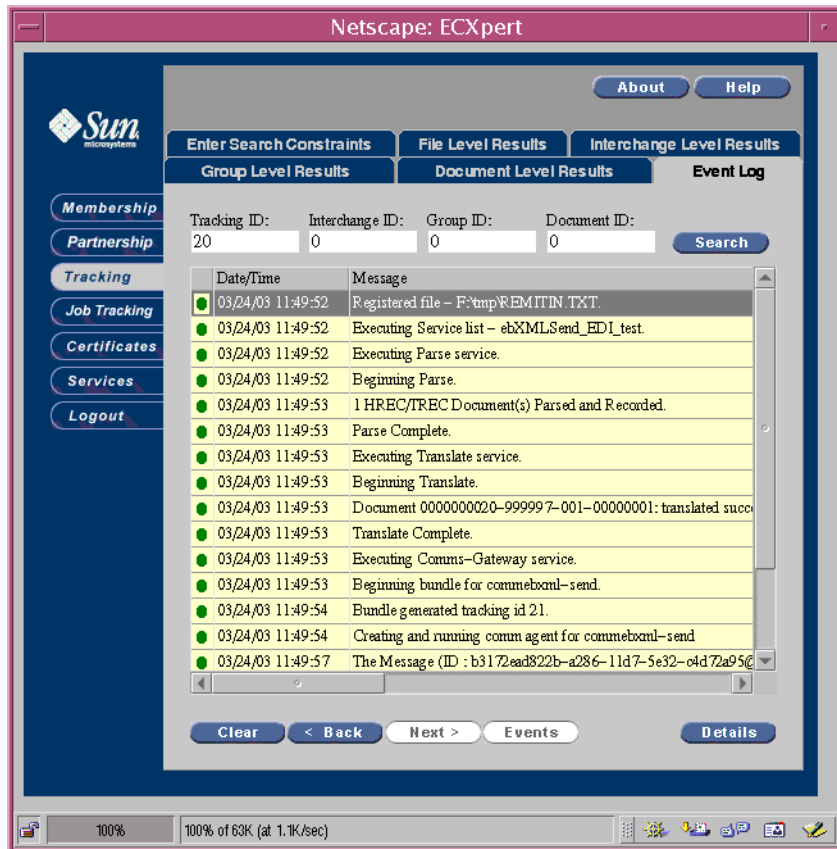 Netscape: ECXpert
About Help
Sun
microsystems
Enter Search Constraints File Level Results Interchange Level Results
Group Level Results Document Level Results Event Log
Membership
Partnership
Tracking
Job Tracking
Certificates
Services
Logout
Tracking ID: Interchange ID: Group ID: Document ID:
20 0 0 0 Search
Date/Time Message
03/24/03 11:49:52 Registered file – F:\tmp\REMITIN.TXT.
03/24/03 11:49:52 Executing Service list – ebXMLSend_EDI_test.
03/24/03 11:49:52 Executing Parse service.
03/24/03 11:49:52 Beginning Parse.
03/24/03 11:49:53 1 HREC/TREC Document(s) Parsed and Recorded.
03/24/03 11:49:53 Parse Complete.
03/24/03 11:49:53 Executing Translate service.
03/24/03 11:49:53 Beginning Translate.
03/24/03 11:49:53 Document 0000000020–999997–001–00000001: translated succ
03/24/03 11:49:53 Translate Complete.
03/24/03 11:49:53 Executing Comms–Gateway service.
03/24/03 11:49:53 Beginning bundle for commebxml–send.
03/24/03 11:49:54 Bundle generated tracking id 21.
03/24/03 11:49:54 Creating and running comm agent for commebxml–send
03/24/03 11:49:57 The Message (ID : b3172ead822b–a286–11d7–5e32–c4d72a95@
Clear < Back Next > Events Details
100% 100% of 63K (at 1.1K/sec)